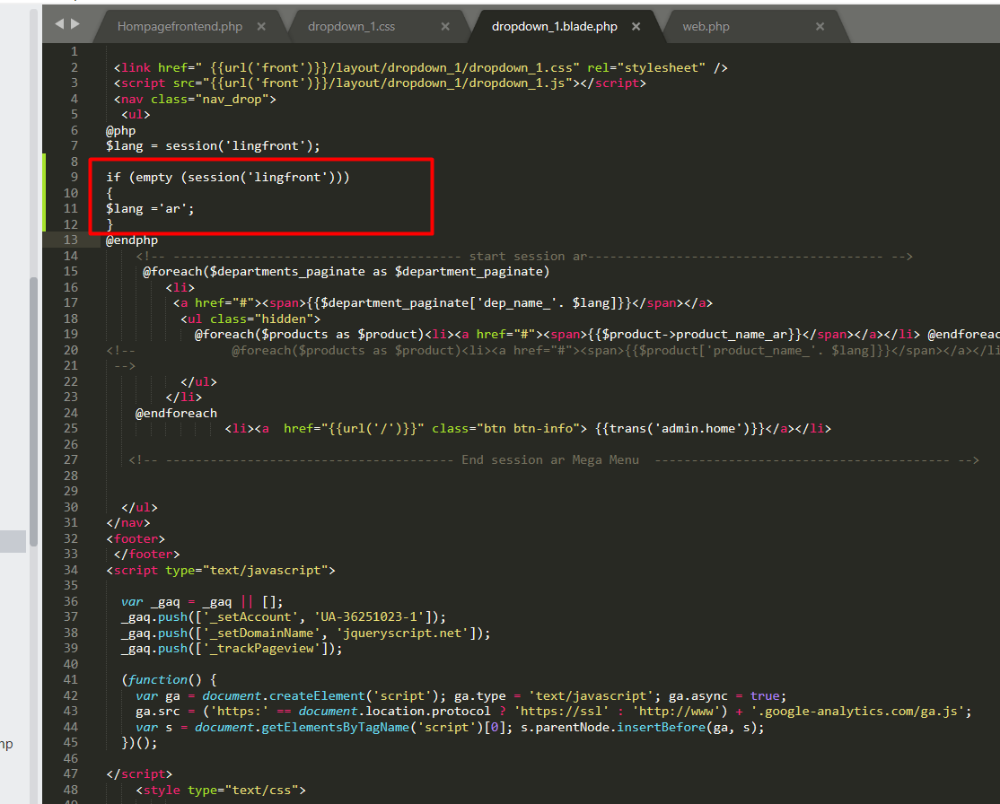 Hompagefrontend.php ×
dropdown_1.css ×
dropdown_1.blade.php ×
web.php ×
1
2 <link href=" {{url('front')}}/layout/dropdown_1/dropdown_1.css" rel="stylesheet" />
3 <script src="{{url('front')}}/layout/dropdown_1/dropdown_1.js"></script>
4 <nav class="nav_drop">
5 <ul>
6 @php
7 $lang = session('lingfront');
8
9 if (empty (session('lingfront')))
10 {
11 $lang ='ar';
12 }
13 @endphp
14 <!-- --------------------------------------- start session ar---------------------------------------- -->
15 @foreach($departments_paginate as $department_paginate)
16 <li>
17 <a href="#"><span>{{$department_paginate['dep_name_'. $lang]}}</span></a>
18 <ul class="hidden">
19 @foreach($products as $product)<li><a href="#"><span>{{$product->product_name_ar}}</span></a></li> @endforeac
20 <!-- @foreach($products as $product)<li><a href="#"><span>{{$product['product_name_'. $lang]}}</span></a></li
21 -->
22 </ul>
23 </li>
24 @endforeach
25 <li><a href="{{url('/')}}" class="btn btn-info"> {{trans('admin.home')}}</a></li>
26
27 <!-- --------------------------------------- End session ar Mega Menu ---------------------------------------- -->
28
29
30 </ul>
31 </nav>
32 <footer>
33 </footer>
34 <script type="text/javascript">
35
36 var _gaq = _gaq || [];
37 _gaq.push(['_setAccount', 'UA-36251023-1']);
38 _gaq.push(['_setDomainName', 'jqueryscript.net']);
39 _gaq.push(['_trackPageview']);
40
41 (function() {
42 var ga = document.createElement('script'); ga.type = 'text/javascript'; ga.async = true;
43 ga.src = ('https:' == document.location.protocol ? 'https://ssl' : 'http://www') + '.google-analytics.com/ga.js';
44 var s = document.getElementsByTagName('script')[0]; s.parentNode.insertBefore(ga, s);
45 })();
46
47 </script>
48 <style type="text/css">